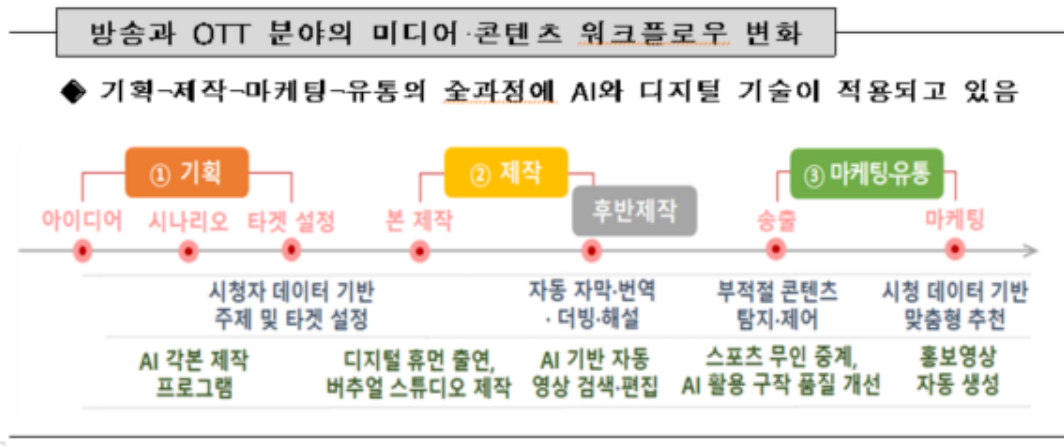 방송과 OTT 분야의 미디어·콘텐츠 워크플로우 변화
◆ 기획-제작-마케팅-유통의 全과정에 AI와 디지털 기술이 적용되고 있음
① 기획
② 제작
③ 마케팅·유통
후반제작
아이디어
시나리오
타겟 설정
본 제작
송출
마케팅
시청자 데이터 기반
주제 및 타겟 설정
자동 자막·번역
· 더빙·해설
부적절 콘텐츠
탐지·제어
시청 데이터 기반
맞춤형 추천
AI 각본 제작
프로그램
디지털 휴먼 출연,
버추얼 스튜디오 제작
AI 기반 자동
영상 검색·편집
스포츠 무인 중계,
AI 활용 구작 품질 개선
홍보영상
자동 생성